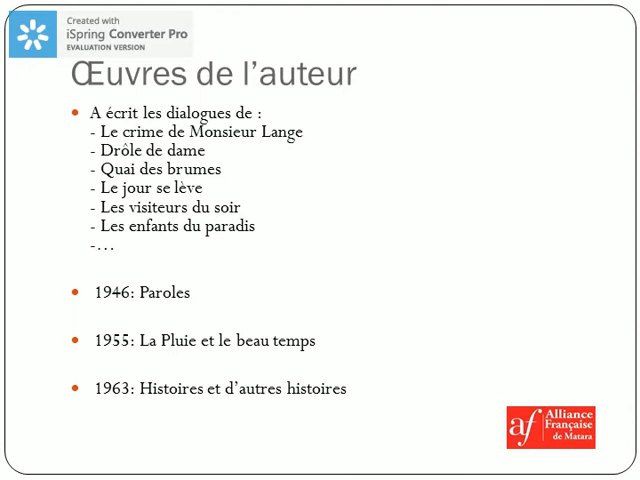 Created with
iSpring Converter Pro
EVALUATION VERSION
Œuvres de l'auteur
• A écrit les dialogues de :
- Le crime de Monsieur Lange
- Drôle de dame
- Quai des brumes
- Le jour se lève
- Les visiteurs du soir
- Les enfants du paradis
-…
• 1946: Paroles
• 1955: La Pluie et le beau temps
• 1963: Histoires et d'autres histoires
af Alliance
Française
de Matara